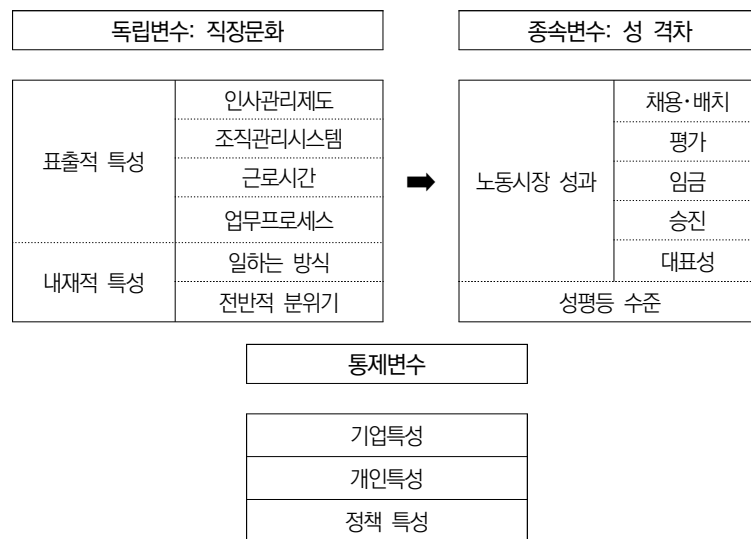 독립변수: 직장문화
종속변수: 성 격차
표출적 특성
인사관리제도
조직관리시스템
근로시간
업무프로세스
내재적 특성
일하는 방식
전반적 분위기
➡
노동시장 성과
채용·배치
평가
임금
승진
대표성
성평등 수준
통제변수
기업특성
개인특성
정책 특성